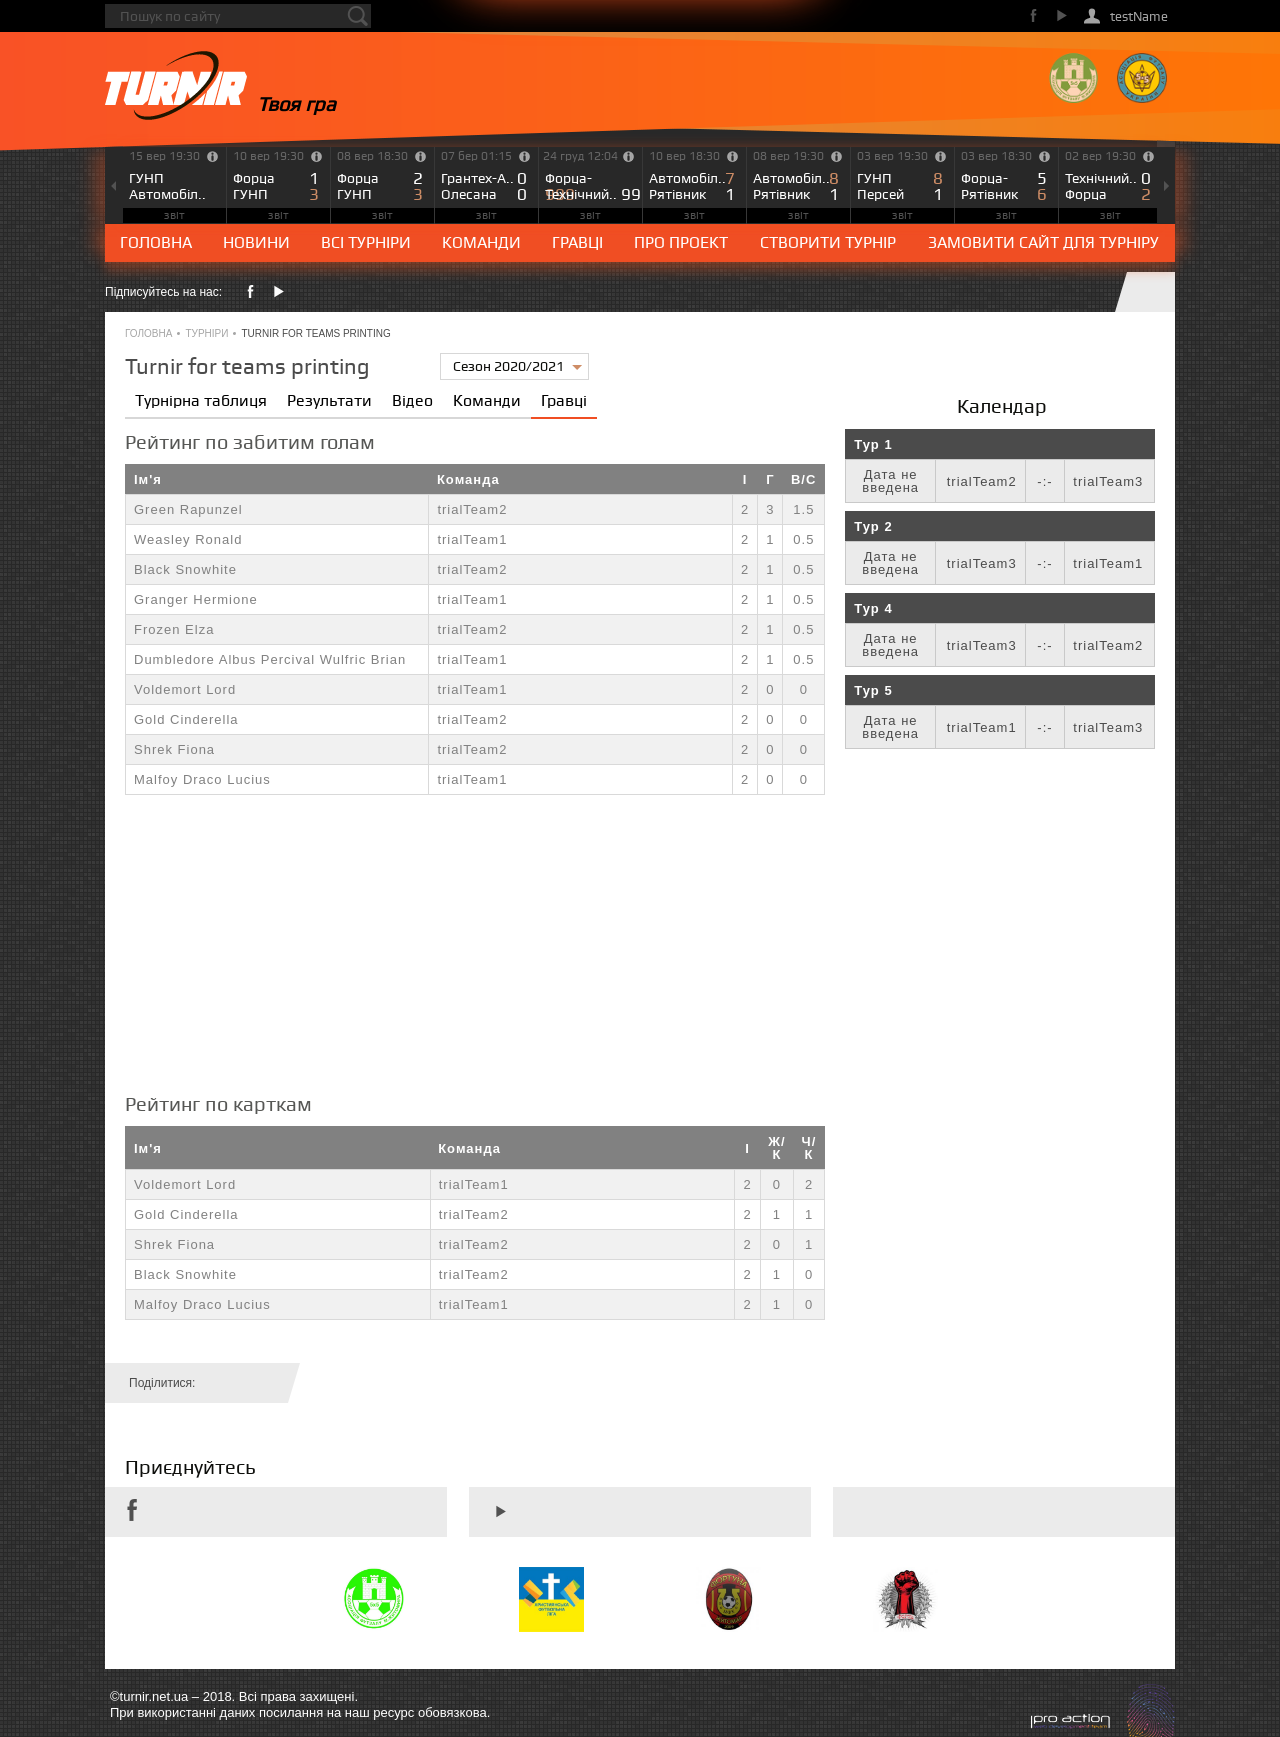 Пошук по сайту
testName
TURNIR
Твоя гра
15 вер 19:30
ГУНП
Автомобіл..
ЗВІТ
10 вер 19:30
Форца 1
ГУНП 3
ЗВІТ
08 вер 18:30
Форца 2
ГУНП 3
ЗВІТ
07 бер 01:15
Грантех-А.. 0
Олесана 0
ЗВІТ
24 груд 12:04
Форца-
Технічний.. 99
ЗВІТ
10 вер 18:30
Автомобіл.. 7
Рятівник 1
ЗВІТ
08 вер 19:30
Автомобіл.. 8
Рятівник 1
ЗВІТ
03 вер 19:30
ГУНП 8
Персей 1
ЗВІТ
03 вер 18:30
Форца- 5
Рятівник 6
ЗВІТ
02 вер 19:30
Технічний.. 0
Форца 2
ЗВІТ
ГОЛОВНА НОВИНИ ВСІ ТУРНІРИ КОМАНДИ ГРАВЦІ ПРО ПРОЕКТ СТВОРИТИ ТУРНІР ЗАМОВИТИ САЙТ ДЛЯ ТУРНІРУ
Підписуйтесь на нас:
ГОЛОВНА • ТУРНІРИ • TURNIR FOR TEAMS PRINTING
Turnir for teams printing
Сезон 2020/2021
Турнірна таблиця Результати Відео Команди Гравці
Рейтинг по забитим голам
Ім'я Команда І Г В/С
Green Rapunzel trialTeam2 2 3 1.5
Weasley Ronald trialTeam1 2 1 0.5
Black Snowhite trialTeam2 2 1 0.5
Granger Hermione trialTeam1 2 1 0.5
Frozen Elza trialTeam2 2 1 0.5
Dumbledore Albus Percival Wulfric Brian trialTeam1 2 1 0.5
Voldemort Lord trialTeam1 2 0 0
Gold Cinderella trialTeam2 2 0 0
Shrek Fiona trialTeam2 2 0 0
Malfoy Draco Lucius trialTeam1 2 0 0
Календар
Тур 1
Дата не введена trialTeam2 -:- trialTeam3
Тур 2
Дата не введена trialTeam3 -:- trialTeam1
Тур 4
Дата не введена trialTeam3 -:- trialTeam2
Тур 5
Дата не введена trialTeam1 -:- trialTeam3
Рейтинг по карткам
Ім'я Команда І Ж/К Ч/К
Voldemort Lord trialTeam1 2 0 2
Gold Cinderella trialTeam2 2 1 1
Shrek Fiona trialTeam2 2 0 1
Black Snowhite trialTeam2 2 1 0
Malfoy Draco Lucius trialTeam1 2 1 0
Поділитися:
Приєднуйтесь
©turnir.net.ua – 2018. Всі права захищені.
При використанні даних посилання на наш ресурс обовязкова.
pro action